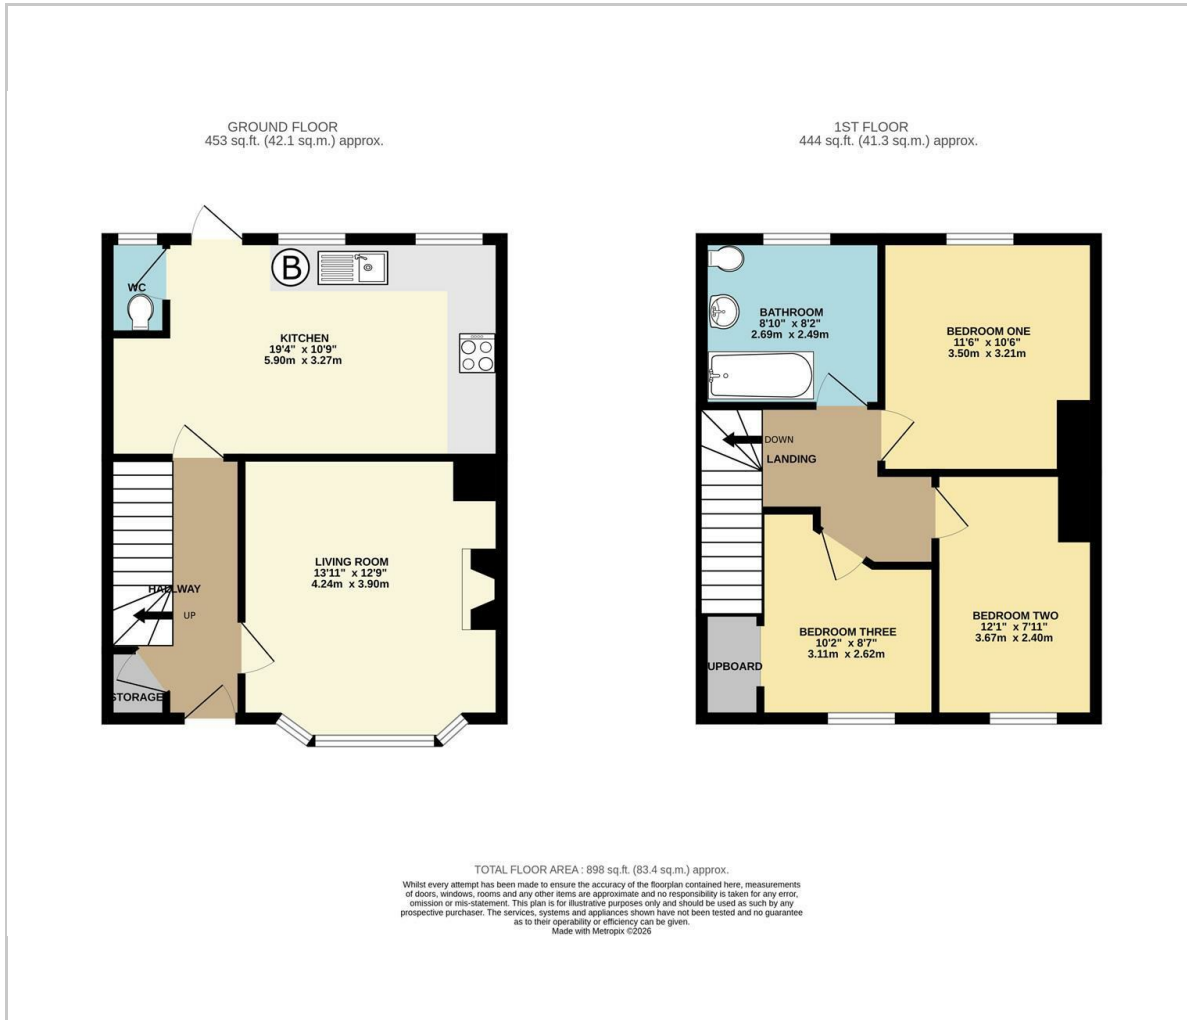 GROUND FLOOR
453 sq.ft. (42.1 sq.m.) approx.
1ST FLOOR
444 sq.ft. (41.3 sq.m.) approx.
B
WC
KITCHEN
19'4" x 10'9"
5.90m x 3.27m
LIVING ROOM
13'11" x 12'9"
4.24m x 3.90m
HALLWAY
UP
STORAGE
BATHROOM
8'10" x 8'2"
2.69m x 2.49m
BEDROOM ONE
11'6" x 10'6"
3.50m x 3.21m
DOWN
LANDING
BEDROOM TWO
12'1" x 7'11"
3.67m x 2.40m
BEDROOM THREE
10'2" x 8'7"
3.11m x 2.62m
UPBOARD
TOTAL FLOOR AREA : 898 sq.ft. (83.4 sq.m.) approx.
Whilst every attempt has been made to ensure the accuracy of the floorplan contained here, measurements
of doors, windows, rooms and any other items are approximate and no responsibility is taken for any error,
omission or mis-statement. This plan is for illustrative purposes only and should be used as such by any
prospective purchaser. The services, systems and appliances shown have not been tested and no guarantee
as to their operability or efficiency can be given.
Made with Metropix ©2026